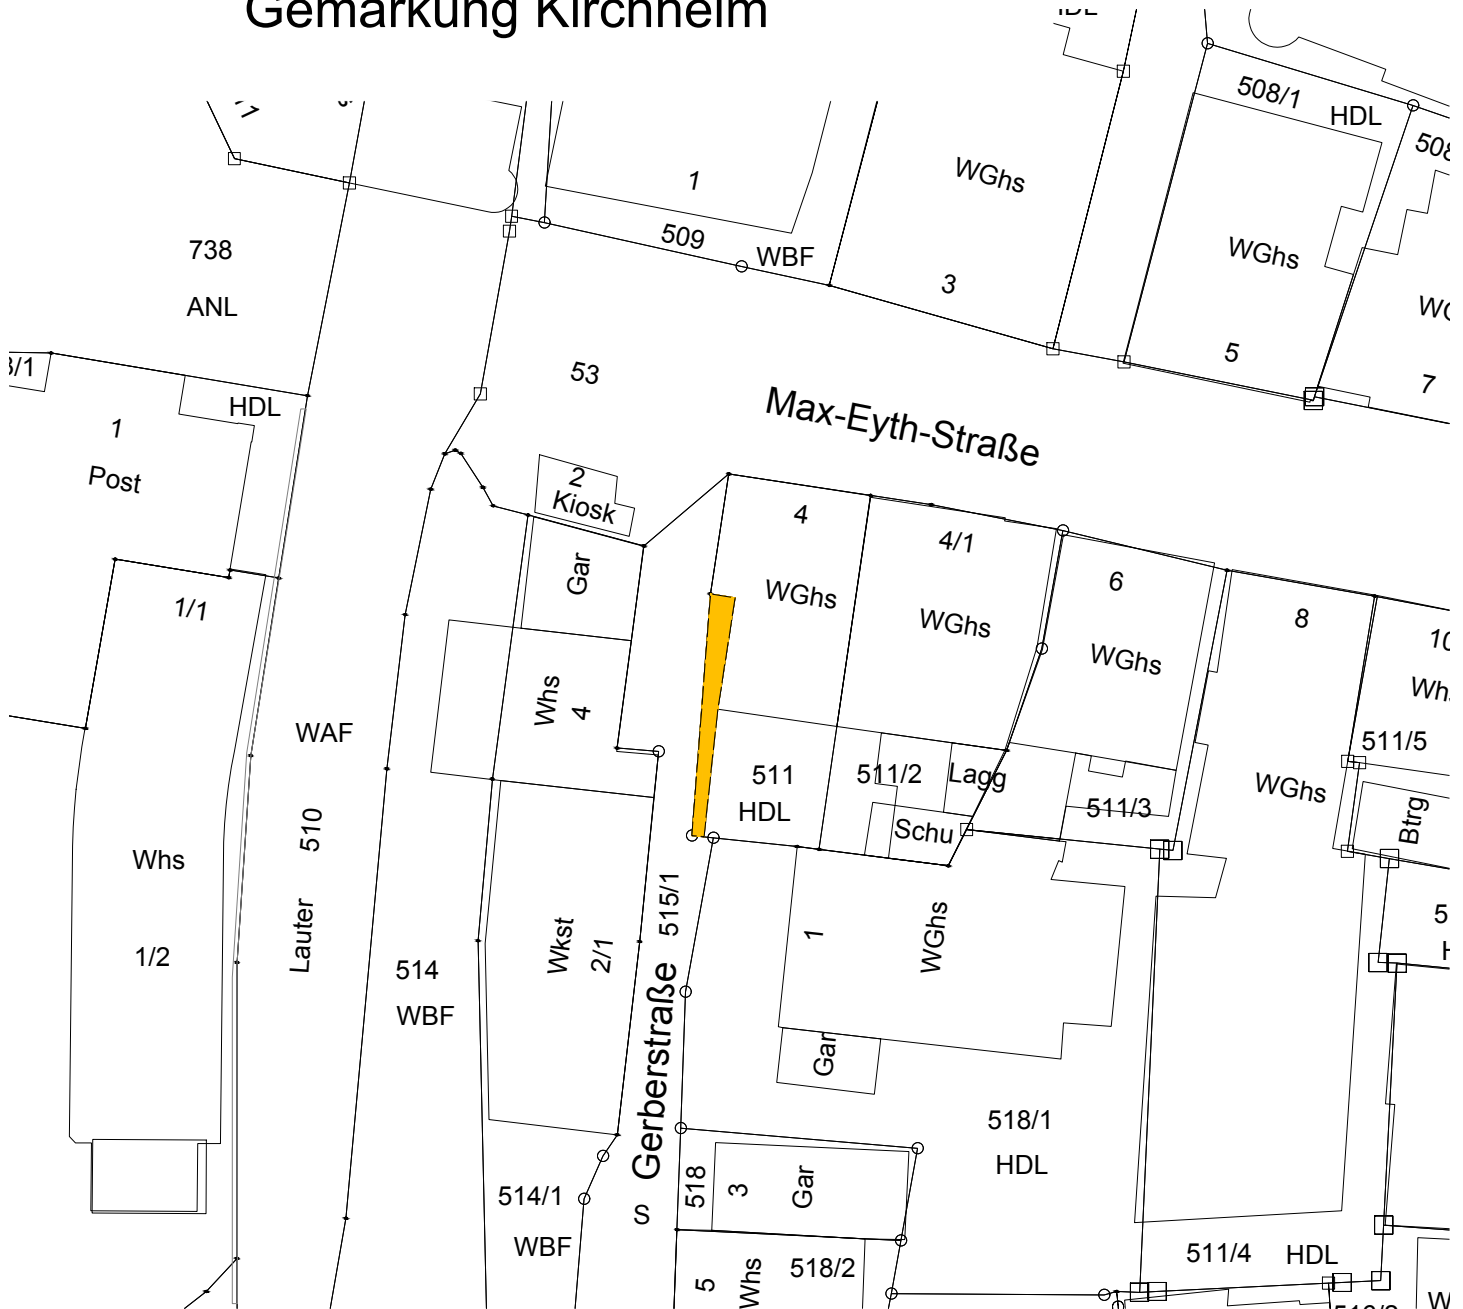 Gemarkung Kirchheim
508/1
HDL
WGhs
1
509
WBF
738
ANL
WGhs
3
5
7
53
Max-Eyth-Straße
HDL
1
Post
2
Kiosk
4
4/1
WGhs
WGhs
6
WGhs
8
Gar
1/1
Whs
4
WAF
511
HDL
511/2
Lagg
Schu
511/3
511/5
WGhs
Btrg
Whs
1/2
510
Lauter
514
WBF
Wkst
2/1
515/1
Gerberstraße
1
WGhs
Gar
518/1
HDL
514/1
WBF
S
518
3
Gar
5
Whs
518/2
511/4
HDL